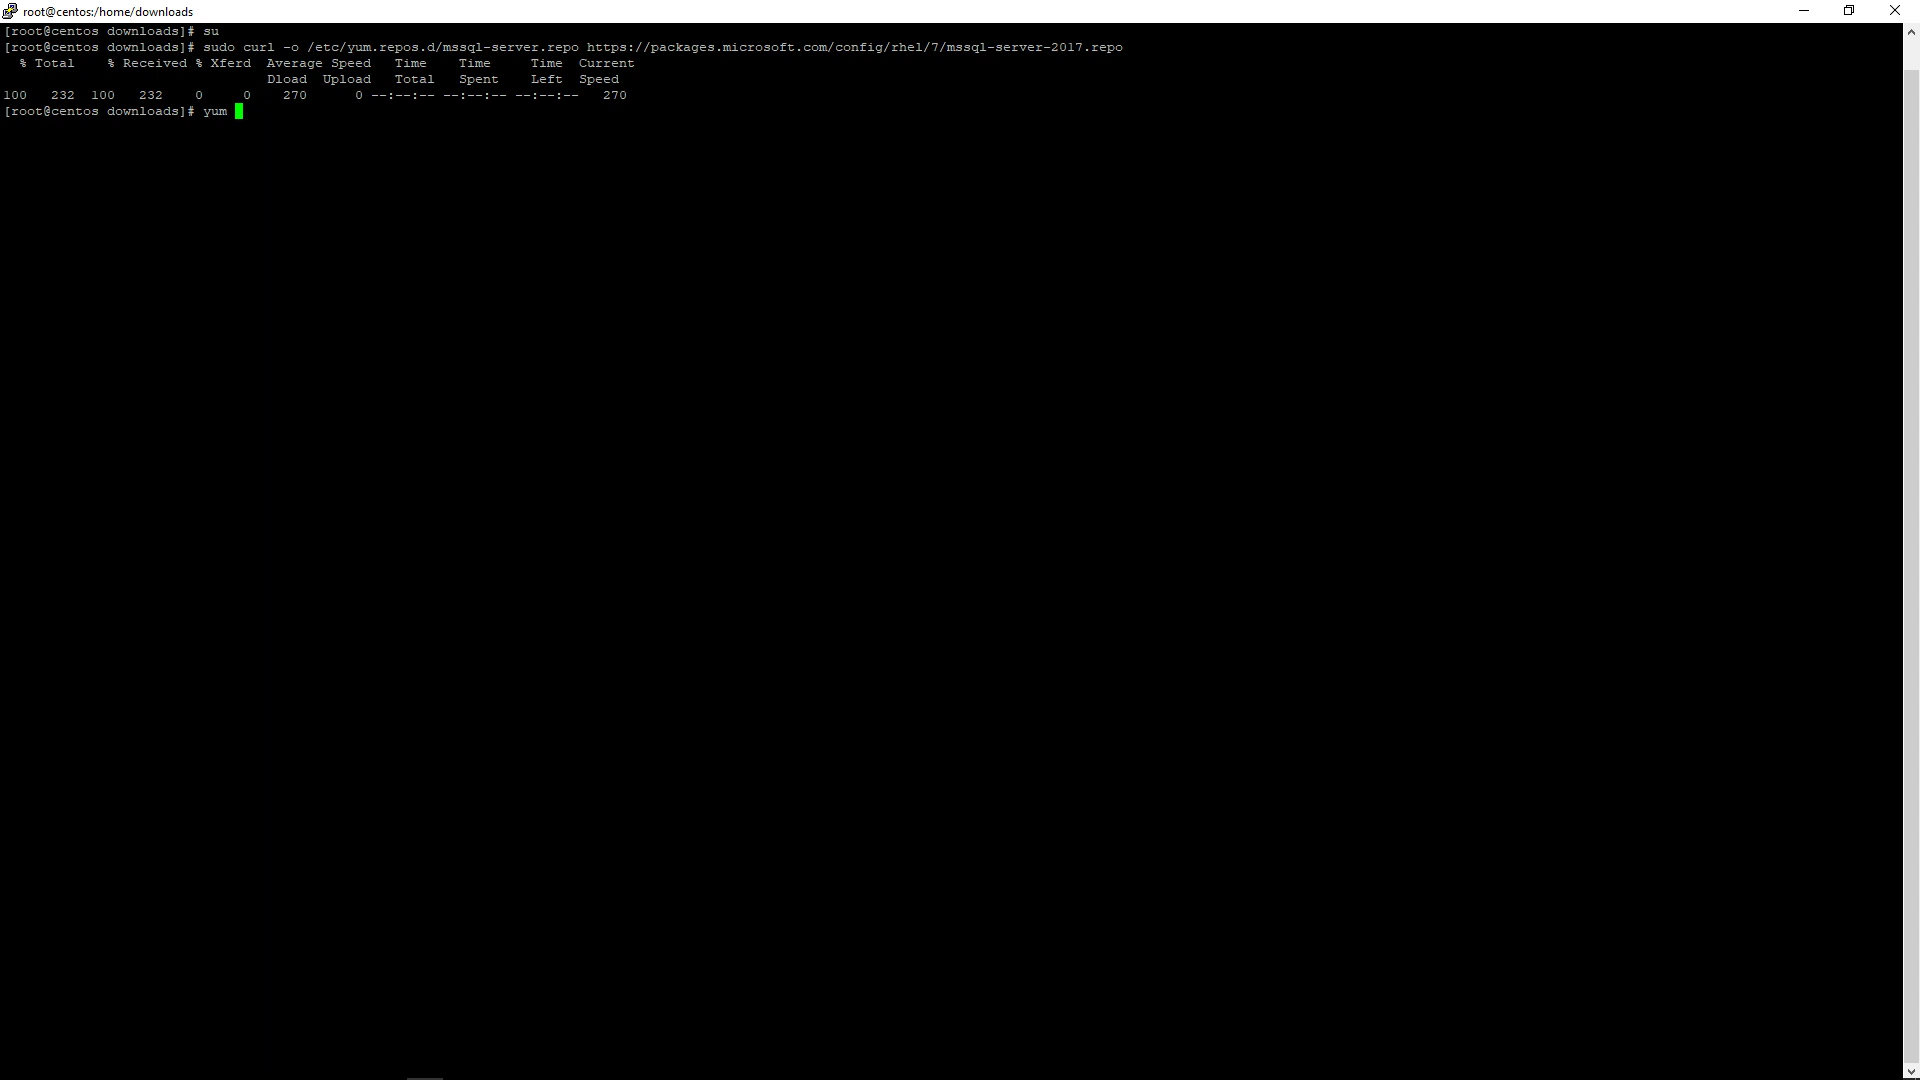 root@centos:/home/downloads
[root@centos downloads]# su
[root@centos downloads]# sudo curl -o /etc/yum.repos.d/mssql-server.repo https://packages.microsoft.com/config/rhel/7/mssql-server-2017.repo
  % Total    % Received % Xferd  Average Speed   Time    Time     Time  Current
                                 Dload  Upload   Total   Spent    Left  Speed
100   232  100   232    0     0    270      0 --:--:-- --:--:-- --:--:--   270
[root@centos downloads]# yum